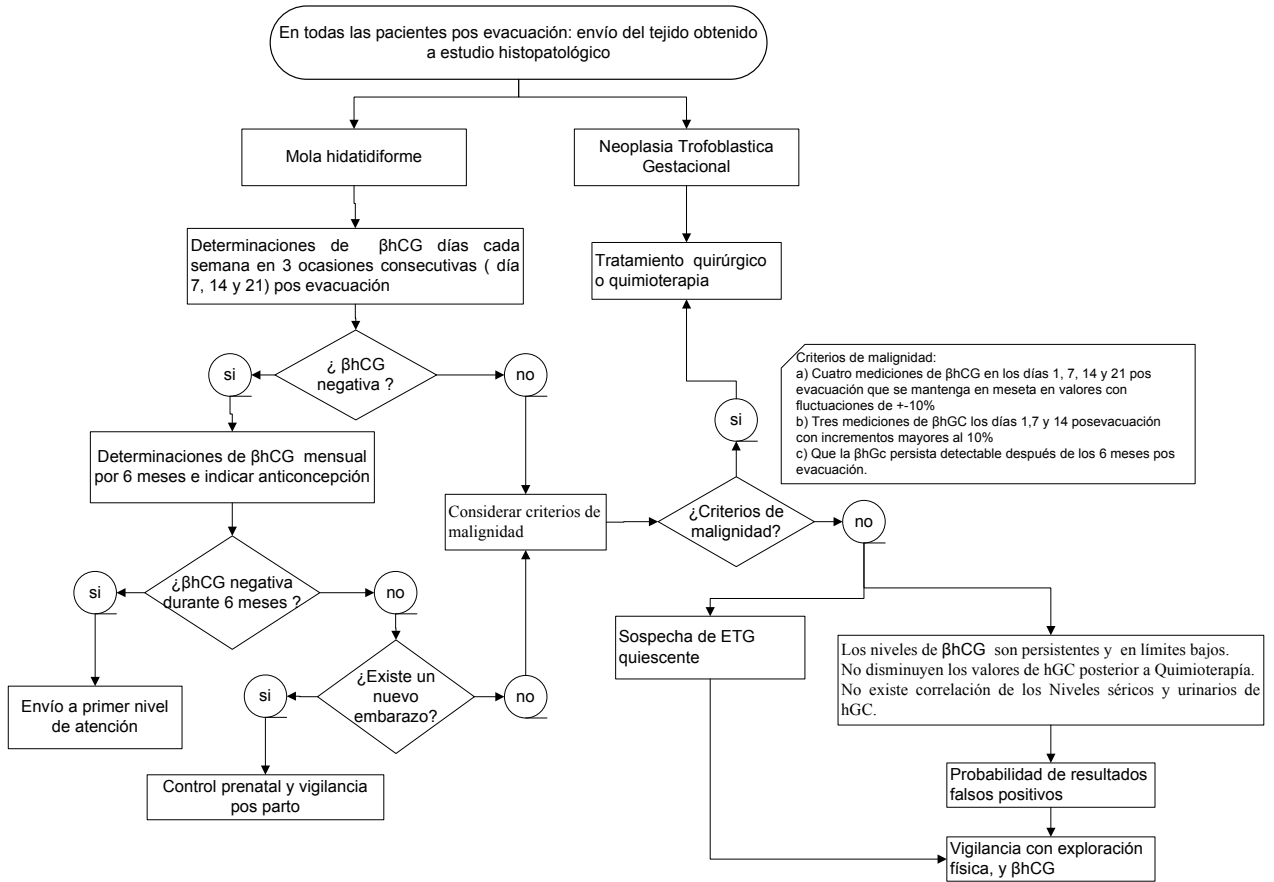 En todas las pacientes pos evacuación: envío del tejido obtenido
a estudio histopatológico
Mola hidatidiforme
Neoplasia Trofoblastica
Gestacional
Determinaciones de βhCG días cada
semana en 3 ocasiones consecutivas ( día
7, 14 y 21) pos evacuación
Tratamiento quirúrgico
o quimioterapia
¿ βhCG
negativa ?
si
no
Criterios de malignidad:
a) Cuatro mediciones de βhCG en los días 1, 7, 14 y 21 pos
evacuación que se mantenga en meseta en valores con
fluctuaciones de +-10%
b) Tres mediciones de βhGC los días 1,7 y 14 posevacuación
con incrementos mayores al 10%
c) Que la βhGc persista detectable después de los 6 meses pos
evacuación.
si
Determinaciones de βhCG mensual
por 6 meses e indicar anticoncepción
Considerar criterios de
malignidad
¿Criterios de
malignidad?
no
¿βhCG negativa
durante 6 meses ?
si
no
Sospecha de ETG
quiescente
Los niveles de βhCG son persistentes y en límites bajos.
No disminuyen los valores de hGC posterior a Quimioterapía.
No existe correlación de los Niveles séricos y urinarios de
hGC.
¿Existe un
nuevo
embarazo?
si
no
Envío a primer nivel
de atención
Control prenatal y vigilancia
pos parto
Probabilidad de resultados
falsos positivos
Vigilancia con exploración
física, y βhCG